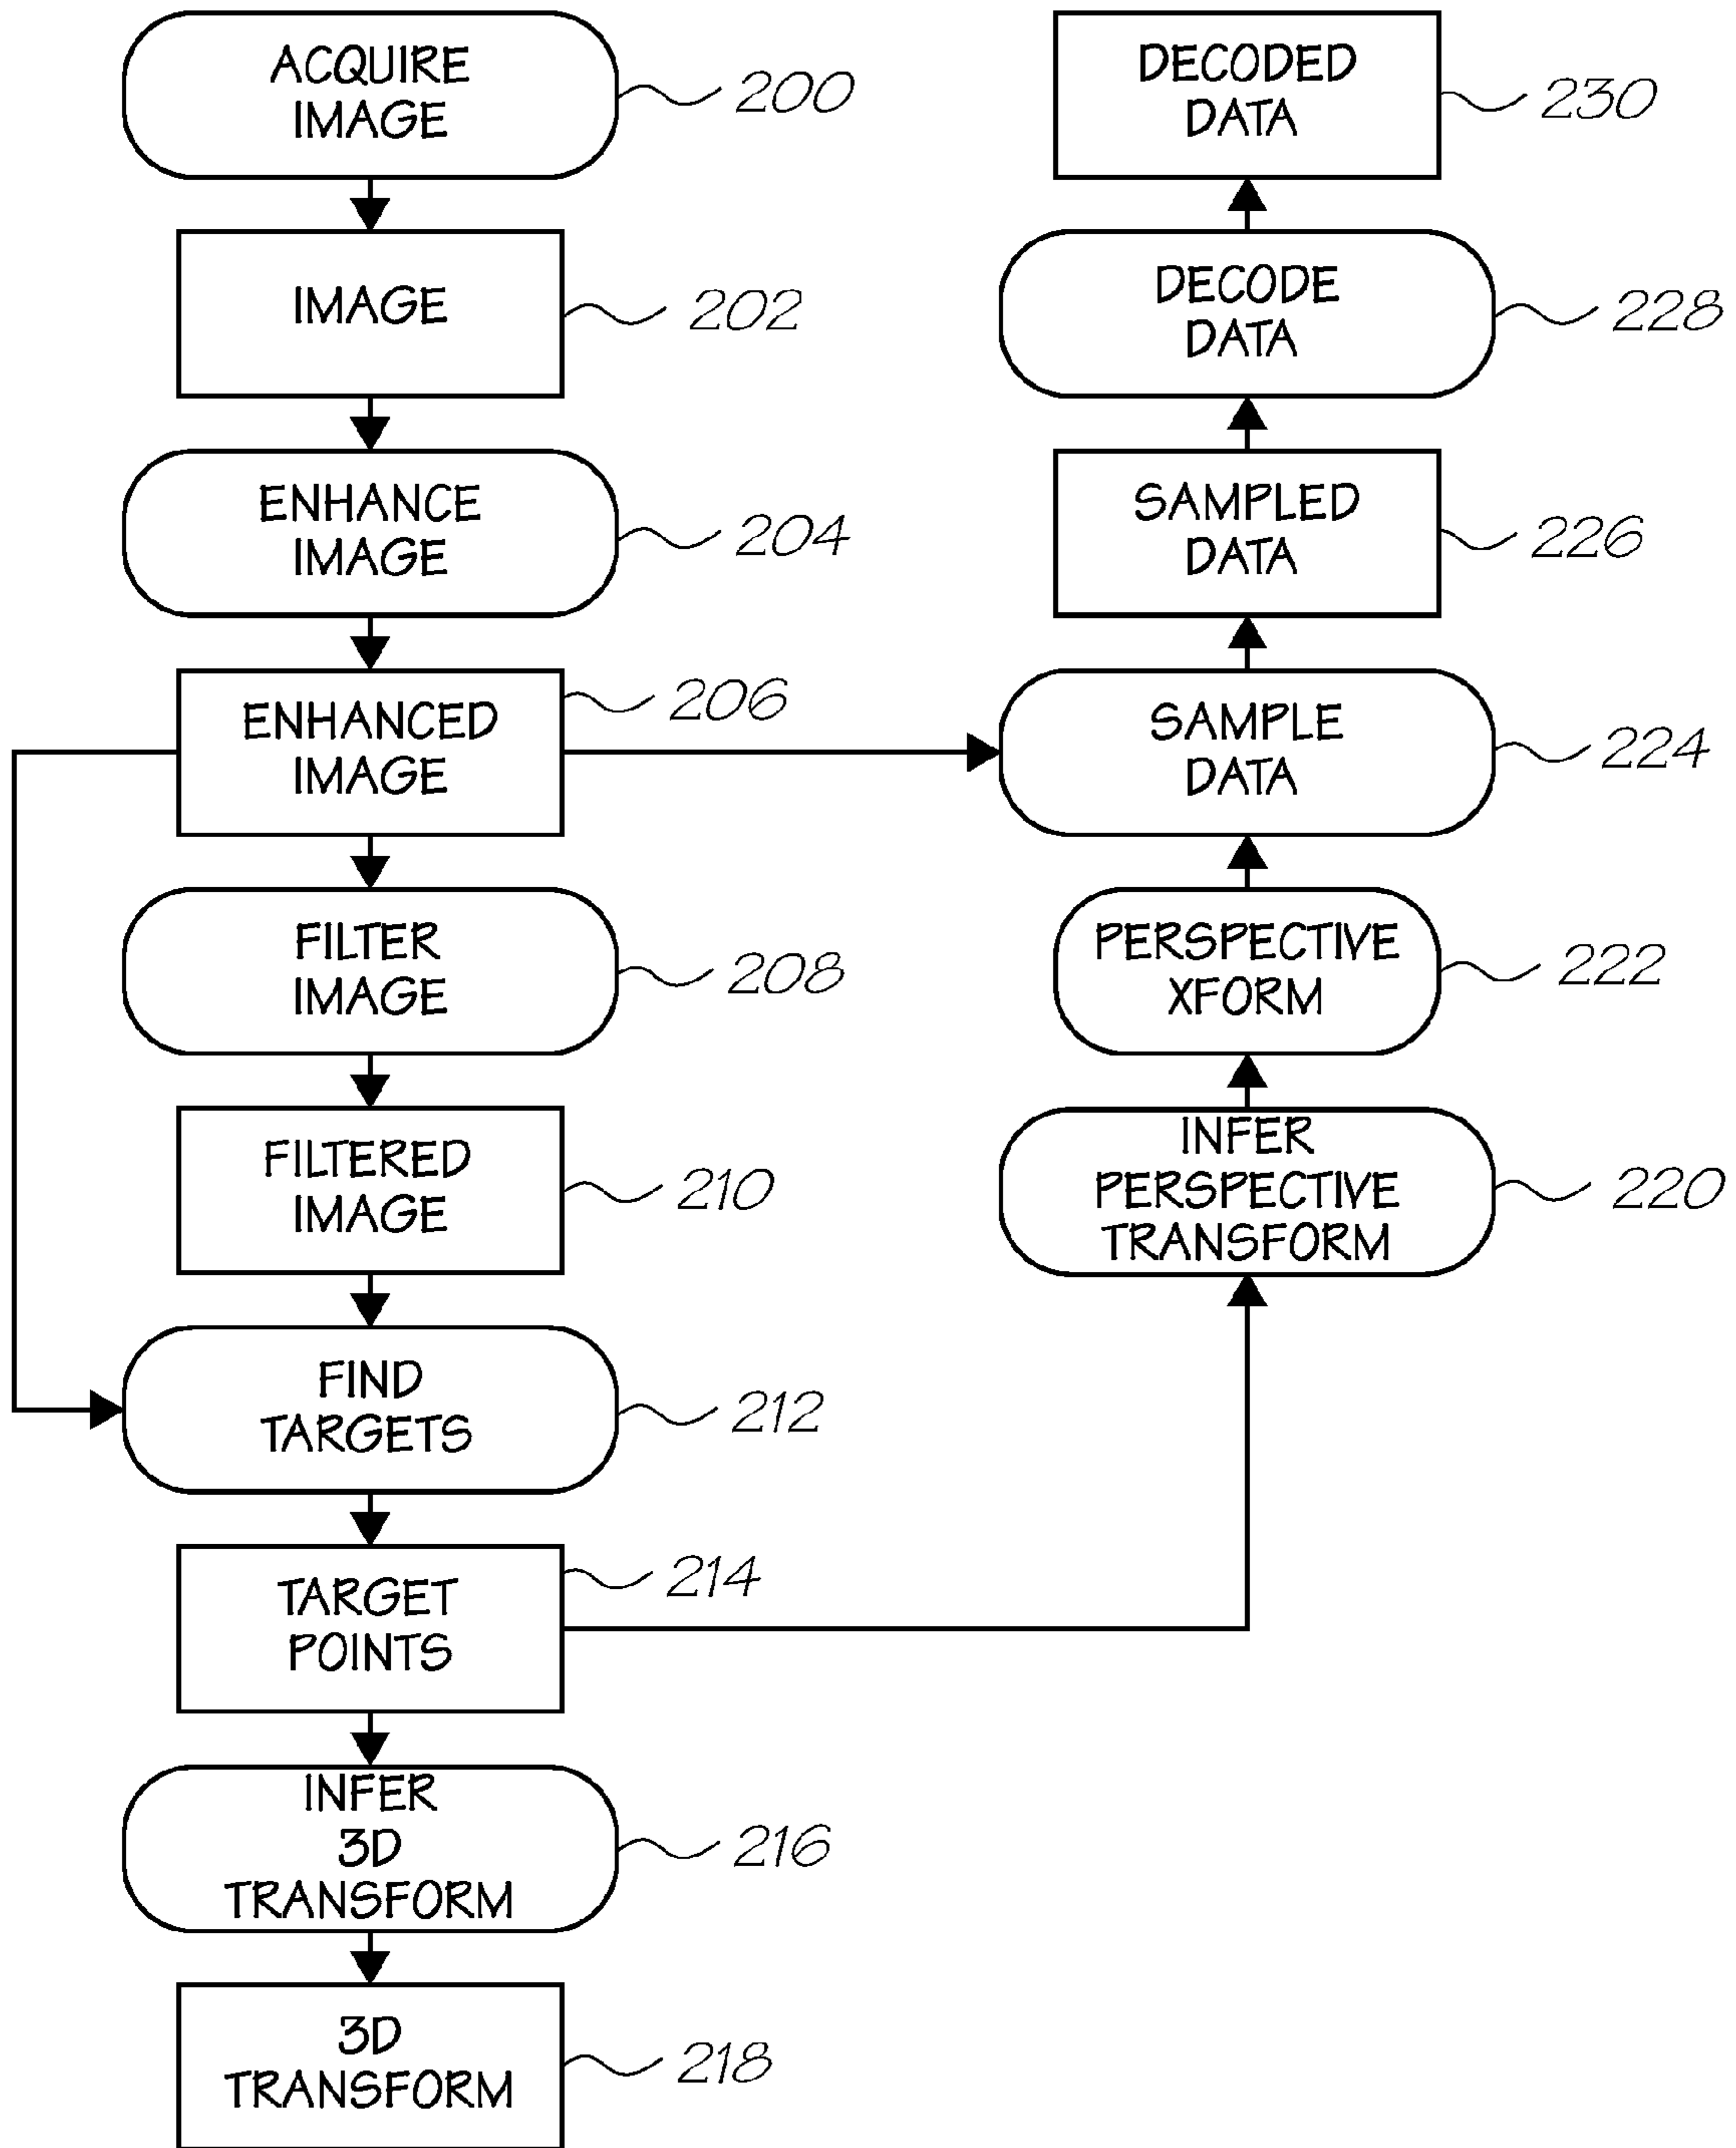 ACQUIRE
IMAGE
200
IMAGE
202
ENHANCE
IMAGE
204
ENHANCED
IMAGE
206
FILTER
IMAGE
208
FILTERED
IMAGE
210
FIND
TARGETS
212
TARGET
POINTS
214
INFER
3D
TRANSFORM
216
3D
TRANSFORM
218
DECODED
DATA
230
DECODE
DATA
228
SAMPLED
DATA
226
SAMPLE
DATA
224
PERSPECTIVE
XFORM
222
INFER
PERSPECTIVE
TRANSFORM
220